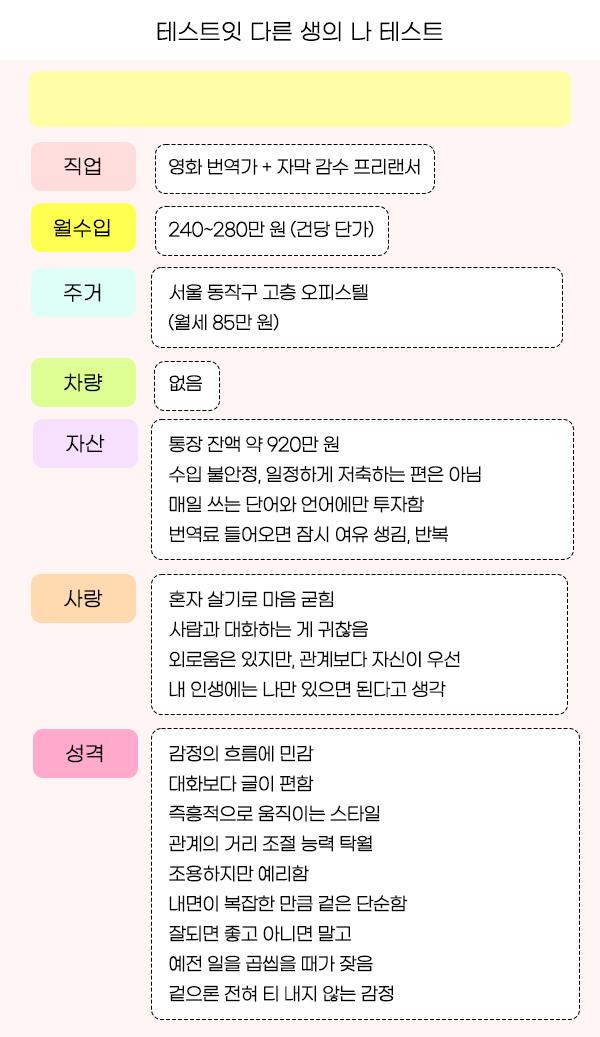 테스트잇 다른 생의 나 테스트
직업
영화 번역가 + 자막 감수 프리랜서
월수입
240~280만 원 (건당 단가)
주거
서울 동작구 고층 오피스텔
(월세 85만 원)
차량
없음
자산
통장 잔액 약 920만 원
수입 불안정, 일정하게 저축하는 편은 아님
매일 쓰는 단어와 언어에만 투자함
번역료 들어오면 잠시 여유 생김, 반복
사랑
혼자 살기로 마음 굳힘
사람과 대화하는 게 귀찮음
외로움은 있지만, 관계보다 자신이 우선
내 인생에는 나만 있으면 된다고 생각
성격
감정의 흐름에 민감
대화보다 글이 편함
즉흥적으로 움직이는 스타일
관계의 거리 조절 능력 탁월
조용하지만 예리함
내면이 복잡한 만큼 겉은 단순함
잘되면 좋고 아니면 말고
예전 일을 곱씹을 때가 잦음
겉으론 전혀 티 내지 않는 감정